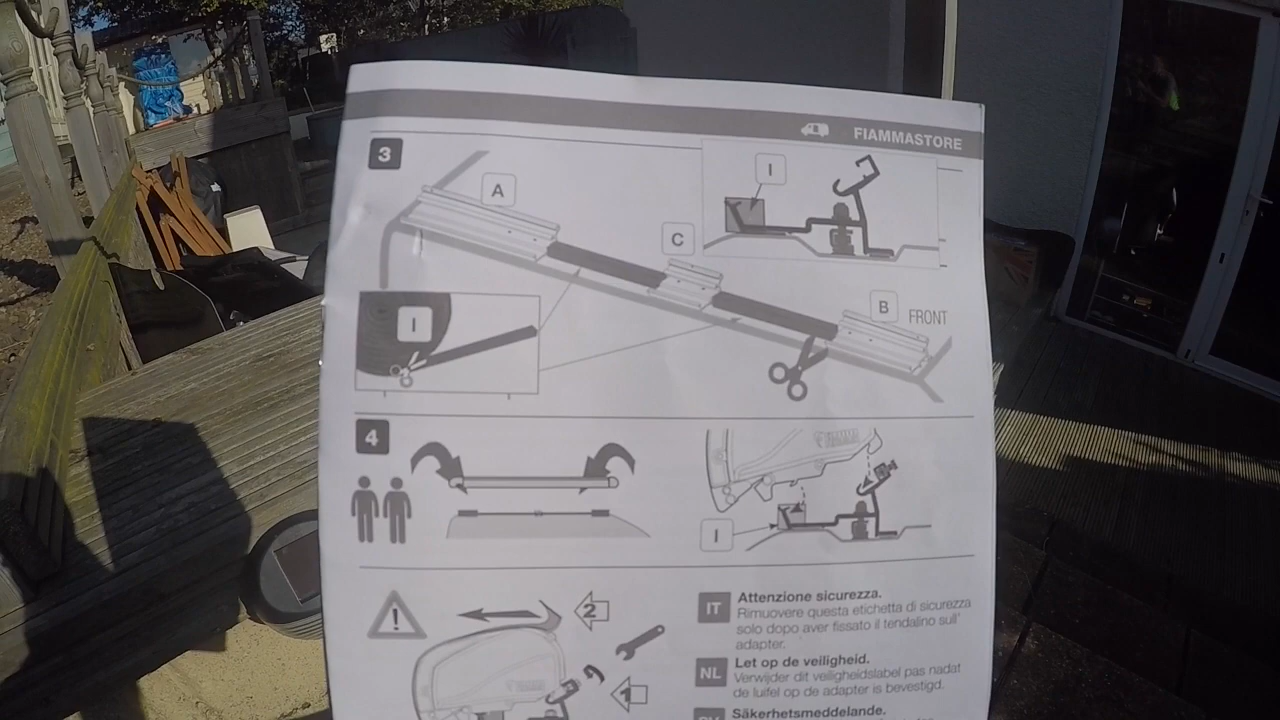 FIAMMASTORE
3
A
I
C
I
B
FRONT
4
FIAMMA
I
!
2
1
IT
Attenzione sicurezza.
Rimuovere questa etichetta di sicurezza
solo dopo aver fissato il tendalino sull'
adapter.
NL
Let op de veiligheid.
Verwijder dit veiligheidslabel pas nadat
de luifel op de adapter is bevestigd.
SV
Säkerhetsmeddelande.